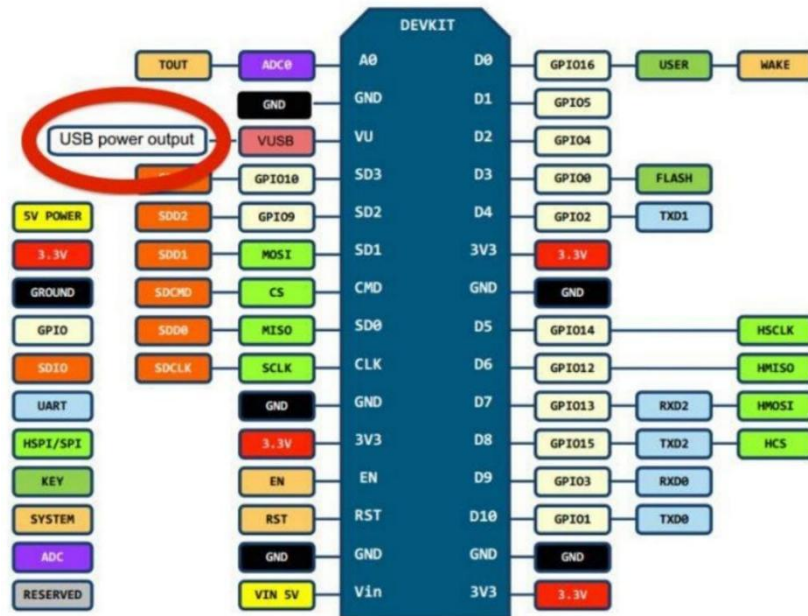 DEVKIT
TOUT ADC0 A0 D0 GPIO16 USER WAKE
GND GND D1 GPIO5
USB power output VUSB VU D2 GPIO4
GPIO10 SD3 D3 GPIO0 FLASH
5V POWER SDD2 GPIO9 SD2 D4 GPIO2 TXD1
3.3V SDD1 MOSI SD1 3V3 3.3V
GROUND SDCMD CS CMD GND GND
GPIO SDD0 MISO SD0 D5 GPIO14 HSCLK
SDIO SDCLK SCLK CLK D6 GPIO12 HMISO
UART GND GND D7 GPIO13 RXD2 HMOSI
HSPI/SPI 3.3V 3V3 D8 GPIO15 TXD2 HCS
KEY EN EN D9 GPIO3 RXD0
SYSTEM RST RST D10 GPIO1 TXD0
ADC GND GND GND GND
RESERVED VIN 5V Vin 3V3 3.3V